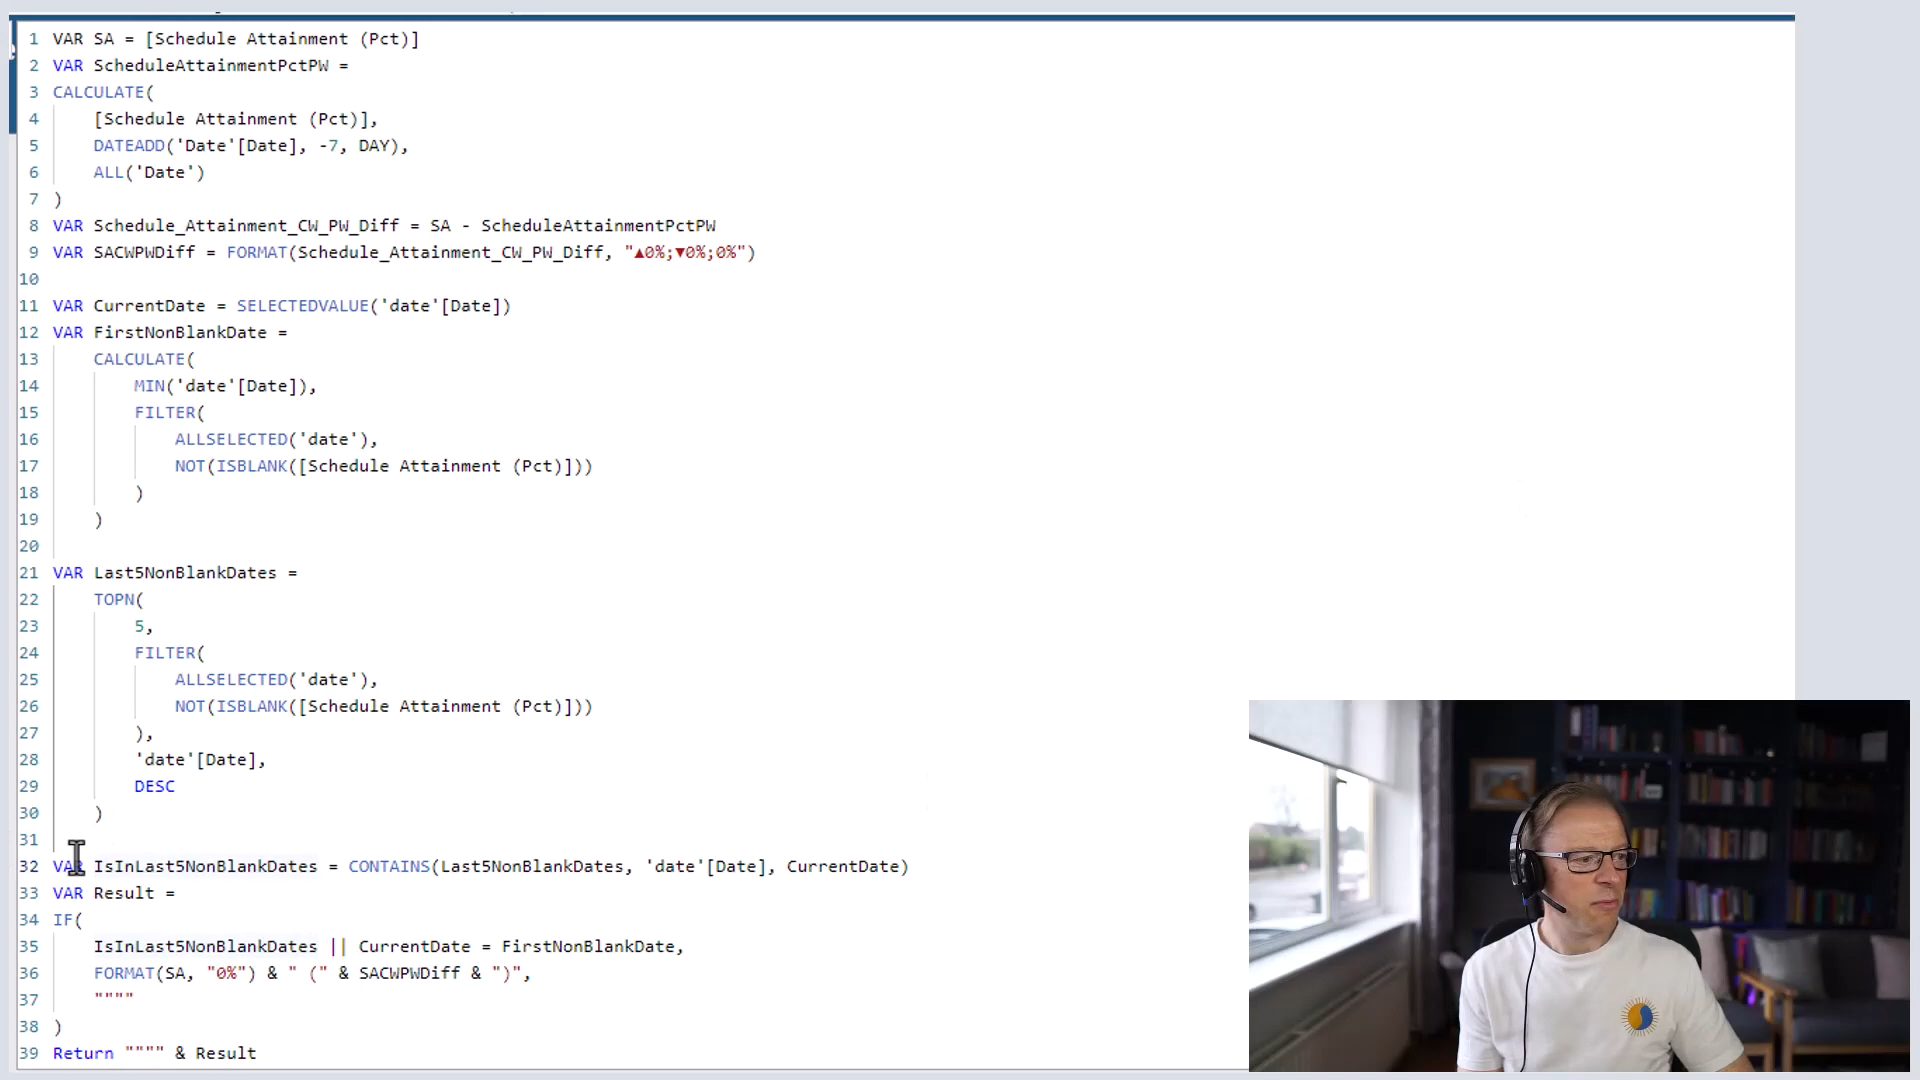 1 VAR SA = [Schedule Attainment (Pct)]
2 VAR ScheduleAttainmentPctPW =
3 CALCULATE(
4 [Schedule Attainment (Pct)],
5 DATEADD('Date'[Date], -7, DAY),
6 ALL('Date')
7 )
8 VAR Schedule_Attainment_CW_PW_Diff = SA - ScheduleAttainmentPctPW
9 VAR SACWPWDiff = FORMAT(Schedule_Attainment_CW_PW_Diff, "▲0%;▼0%;0%")
10
11 VAR CurrentDate = SELECTEDVALUE('date'[Date])
12 VAR FirstNonBlankDate =
13 CALCULATE(
14 MIN('date'[Date]),
15 FILTER(
16 ALLSELECTED('date'),
17 NOT(ISBLANK([Schedule Attainment (Pct)]))
18 )
19 )
20
21 VAR Last5NonBlankDates =
22 TOPN(
23 5,
24 FILTER(
25 ALLSELECTED('date'),
26 NOT(ISBLANK([Schedule Attainment (Pct)]))
27 ),
28 'date'[Date],
29 DESC
30 )
31
32 VAR IsInLast5NonBlankDates = CONTAINS(Last5NonBlankDates, 'date'[Date], CurrentDate)
33 VAR Result =
34 IF(
35 IsInLast5NonBlankDates || CurrentDate = FirstNonBlankDate,
36 FORMAT(SA, "0%") & " (" & SACWPWDiff & ")",
37 """"
38 )
39 Return """" & Result